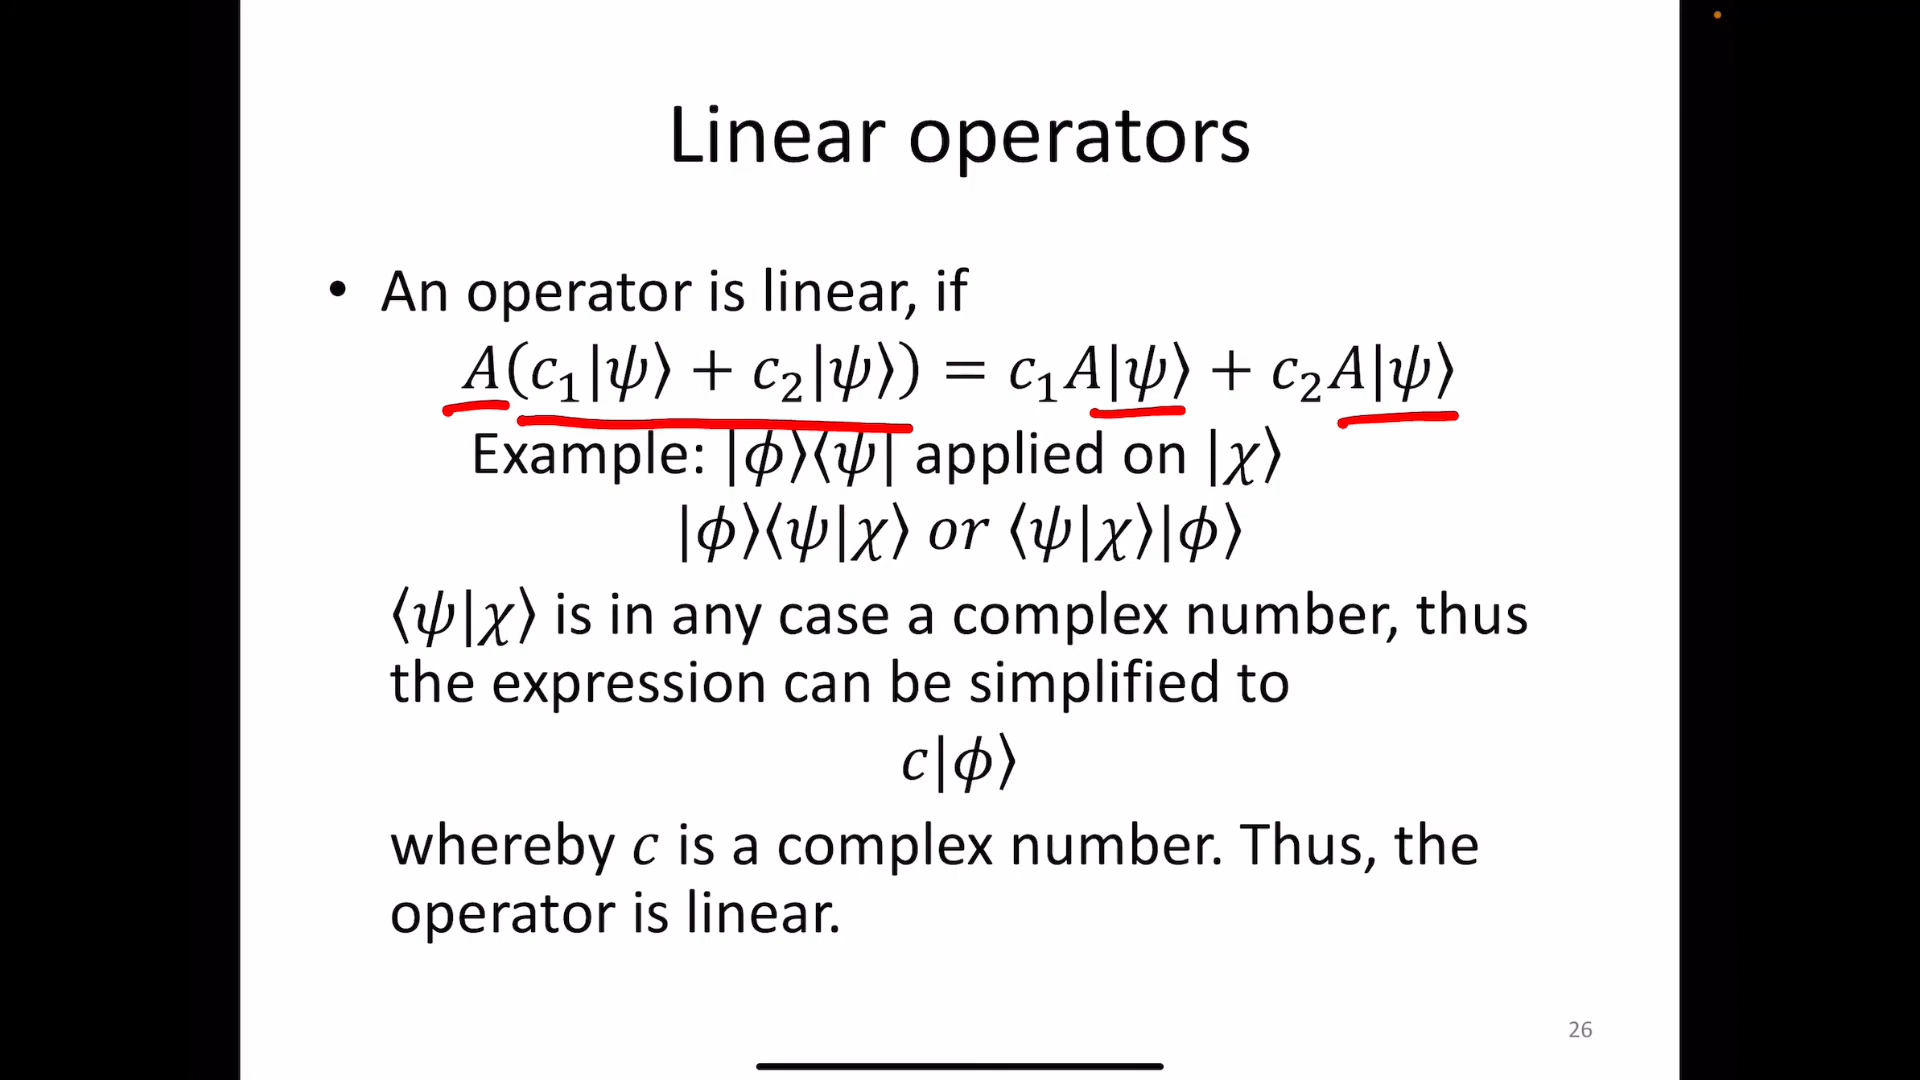 Linear operators
• An operator is linear, if
A(c₁|ψ⟩ + c₂|ψ⟩) = c₁A|ψ⟩ + c₂A|ψ⟩
Example: |ϕ⟩⟨ψ| applied on |χ⟩
|ϕ⟩⟨ψ|χ⟩ or ⟨ψ|χ⟩|ϕ⟩
⟨ψ|χ⟩ is in any case a complex number, thus
the expression can be simplified to
c|ϕ⟩
whereby c is a complex number. Thus, the
operator is linear.
26